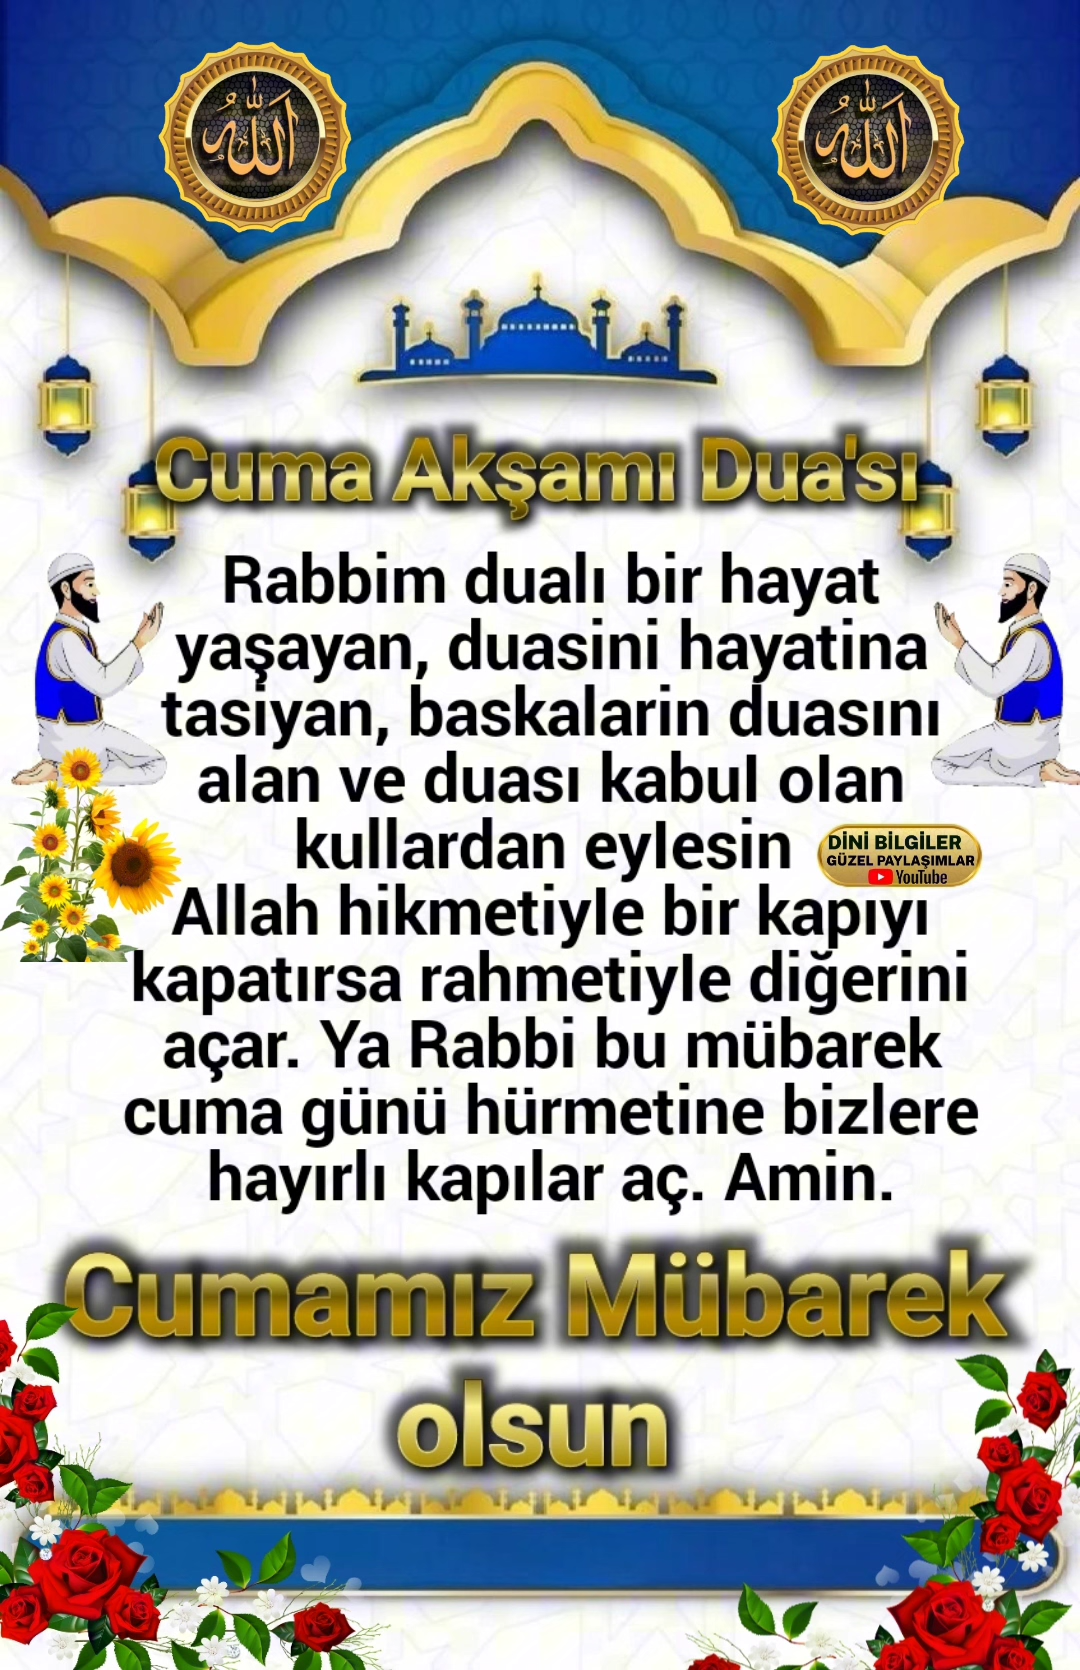 الله
الله
Cuma Akşamı Dua'sı
Rabbim dualı bir hayat
yaşayan, duasini hayatina
tasiyan, baskalarin duasını
alan ve duası kabul olan
kullardan eylesin
DİNİ BİLGİLER
GÜZEL PAYLAŞIMLAR
YouTube
Allah hikmetiyle bir kapıyı
kapatırsa rahmetiyle diğerini
açar. Ya Rabbi bu mübarek
cuma günü hürmetine bizlere
hayırlı kapılar aç. Amin.
Cumamız Mübarek
olsun